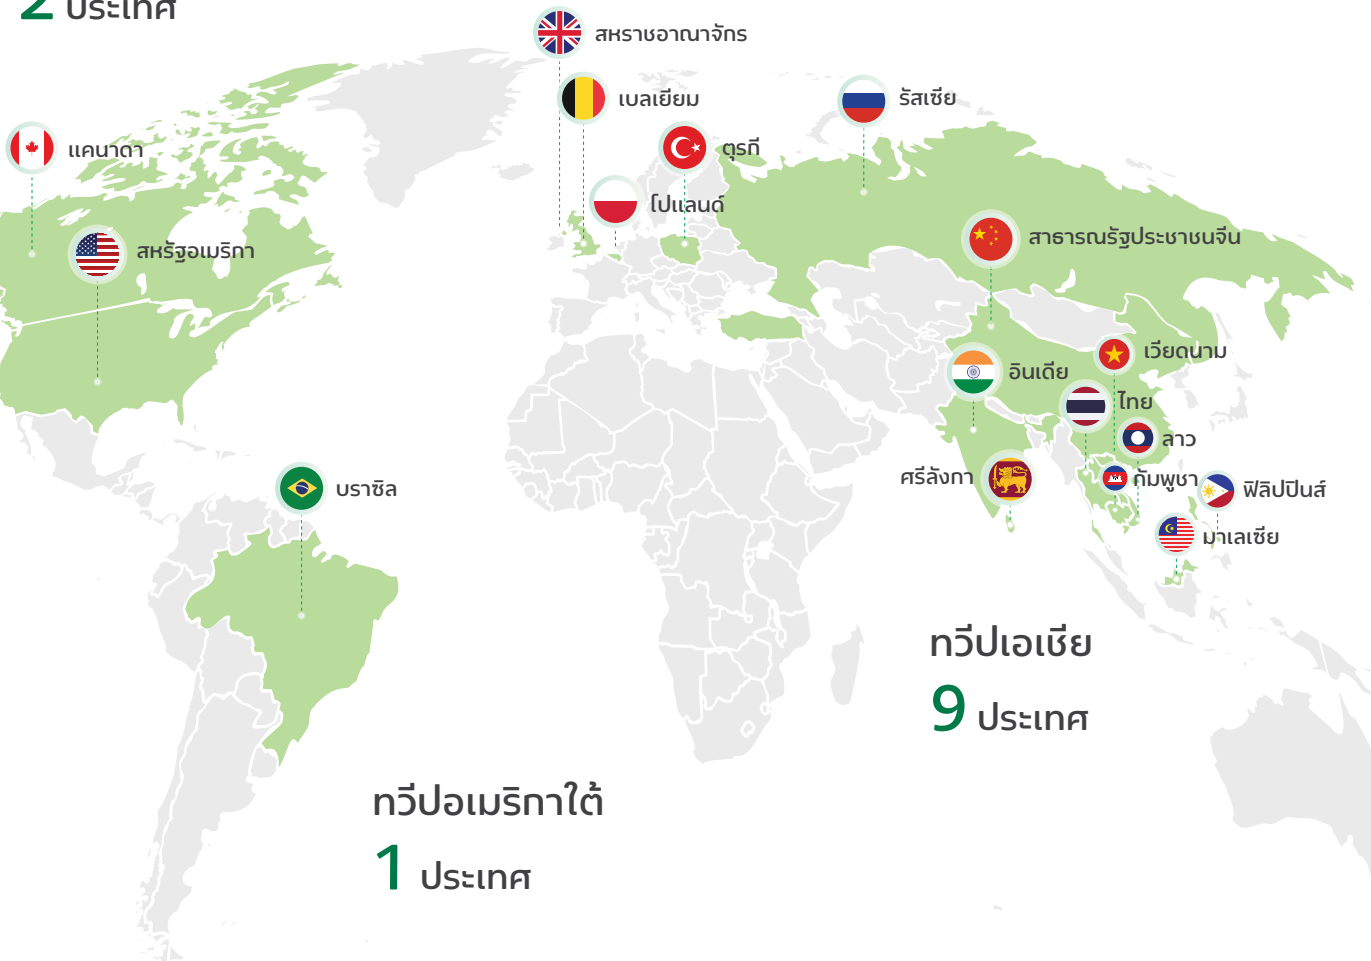 2 ประเทศ
สหราชอาณาจักร
เบลเยียม
รัสเซีย
แคนาดา
ตุรกี
โปแลนด์
สหรัฐอเมริกา
สาธารณรัฐประชาชนจีน
เวียดนาม
อินเดีย
ไทย
ลาว
ศรีลังกา
กัมพูชา
ฟิลิปปินส์
บราซิล
มาเลเซีย
ทวีปเอเชีย
9 ประเทศ
ทวีปอเมริกาใต้
1 ประเทศ